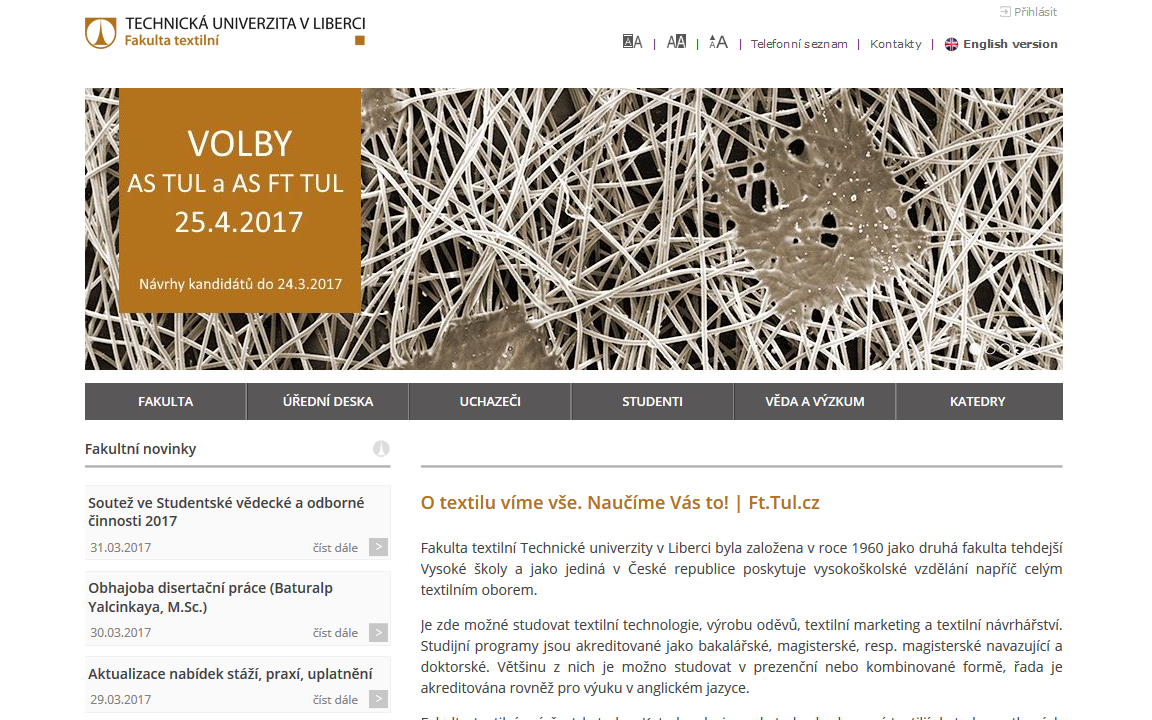 TECHNICKÁ UNIVERZITA V LIBERCI
Fakulta textilní
Přihlásit
AA | AA | AA | Telefonní seznam | Kontakty | English version
VOLBY
AS TUL a AS FT TUL
25.4.2017
Návrhy kandidátů do 24.3.2017
FAKULTA ÚŘEDNÍ DESKA UCHAZEČI STUDENTI VĚDA A VÝZKUM KATEDRY
Fakultní novinky
Soutež ve Studentské vědecké a odborné
činnosti 2017
31.03.2017 číst dále >
Obhajoba disertační práce (Baturalp
Yalcinkaya, M.Sc.)
30.03.2017 číst dále >
Aktualizace nabídek stáží, praxí, uplatnění
29.03.2017 číst dále >
O textilu víme vše. Naučíme Vás to! | Ft.Tul.cz
Fakulta textilní Technické univerzity v Liberci byla založena v roce 1960 jako druhá fakulta tehdejší
Vysoké školy a jako jediná v České republice poskytuje vysokoškolské vzdělání napříč celým
textilním oborem.
Je zde možné studovat textilní technologie, výrobu oděvů, textilní marketing a textilní návrhářství.
Studijní programy jsou akreditované jako bakalářské, magisterské, resp. magisterské navazující a
doktorské. Většinu z nich je možno studovat v prezenční nebo kombinované formě, řada je
akreditována rovněž pro výuku v anglickém jazyce.